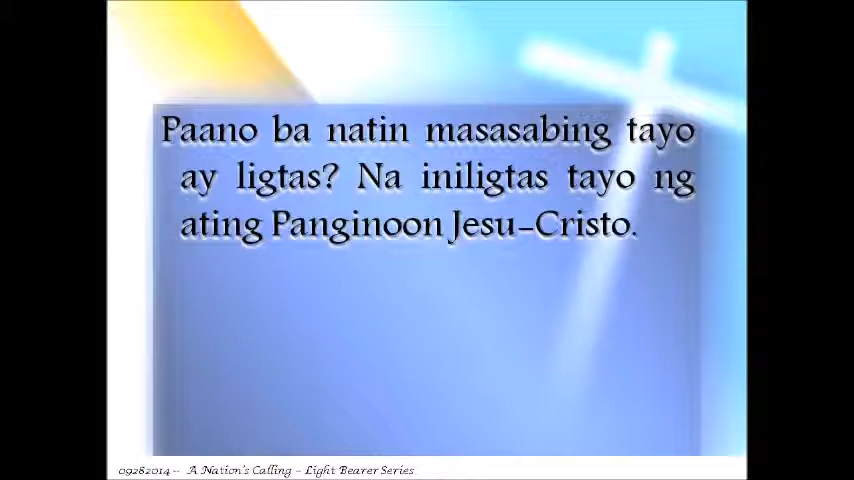 Paano ba natin masasabing tayo
ay ligtas? Na iniligtas tayo ng
ating Panginoon Jesu-Cristo.
09282014 -- A Nation's Calling - Light Bearer Series